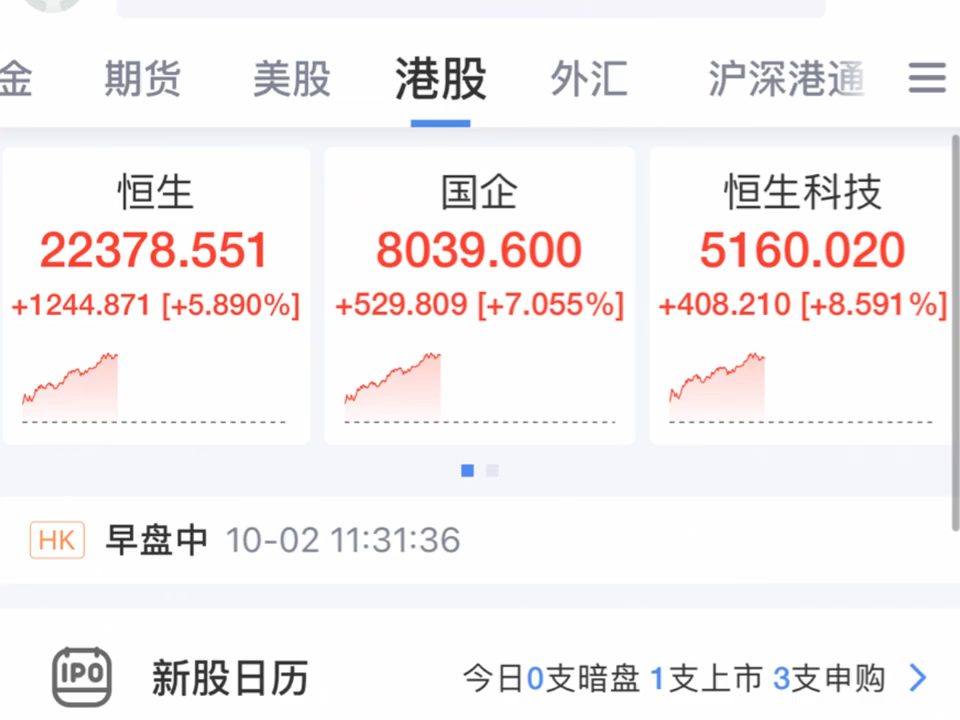 金 期货 美股 港股 外汇 沪深港通
恒生 国企 恒生科技
22378.551 8039.600 5160.020
+1244.871 [+5.890%] +529.809 [+7.055%] +408.210 [+8.591%]
HK 早盘中 10-02 11:31:36
IPO 新股日历 今日0支暗盘 1支上市 3支申购